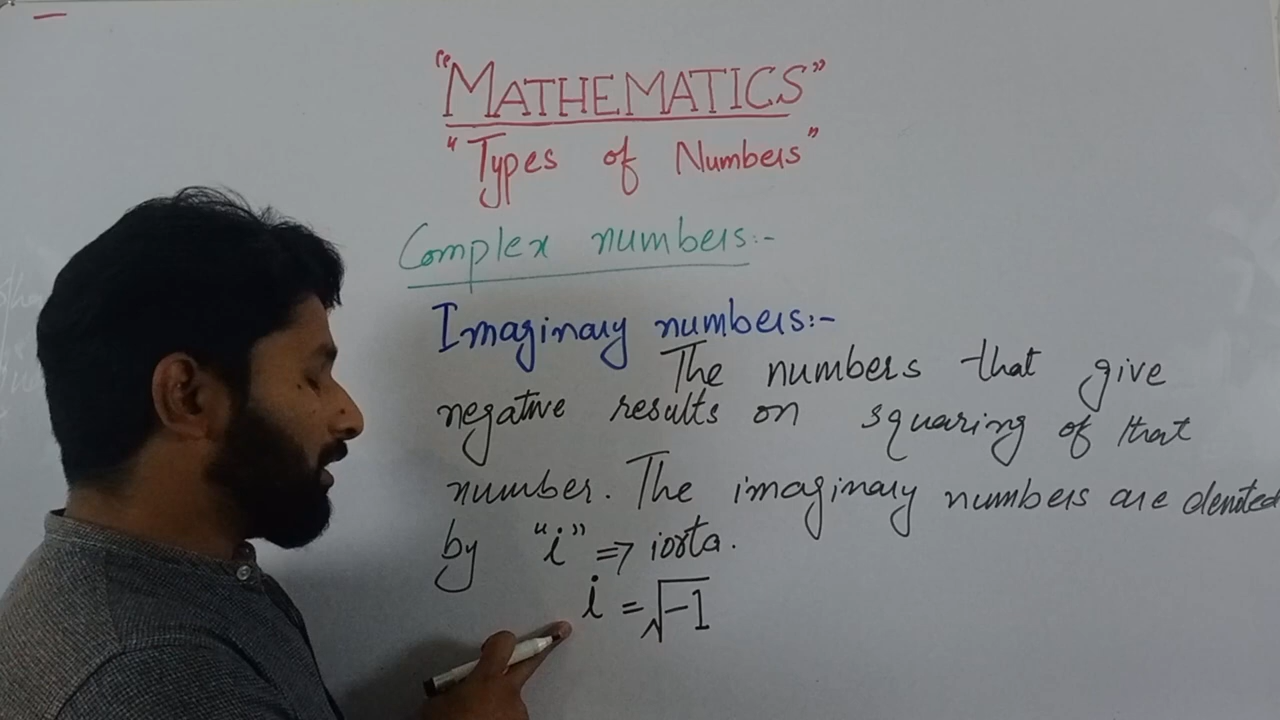 "MATHEMATICS"
"Types of Numbers"
Complex numbers:-
Imaginary numbers:-
The numbers that give
negative results on squaring of that
number. The imaginary numbers are denoted
by "i" => iorta.
i = √-1